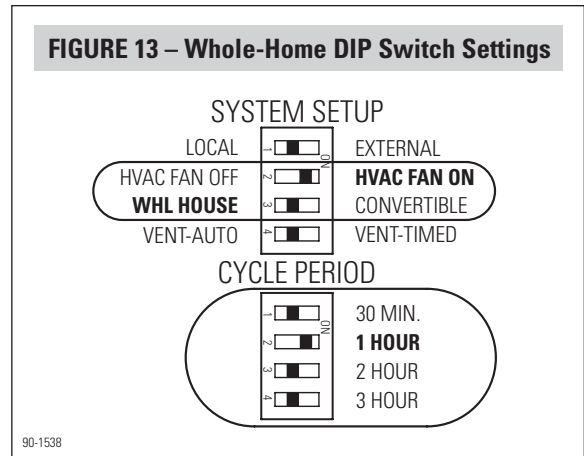 FIGURE 13 – Whole-Home DIP Switch Settings
SYSTEM SETUP
LOCAL 1 ON EXTERNAL
HVAC FAN OFF 2 HVAC FAN ON
WHL HOUSE 3 CONVERTIBLE
VENT-AUTO 4 VENT-TIMED
CYCLE PERIOD
1 ON 30 MIN.
2 1 HOUR
3 2 HOUR
4 3 HOUR
90-1538